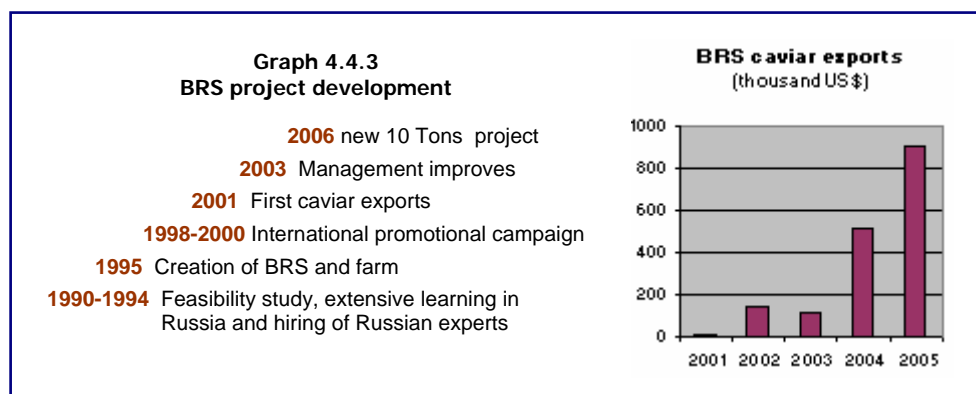 Graph 4.4.3
BRS project development
2006 new 10 Tons project
2003 Management improves
2001 First caviar exports
1998-2000 International promotional campaign
1995 Creation of BRS and farm
1990-1994 Feasibility study, extensive learning in
Russia and hiring of Russian experts
BRS caviar exports
(thousand US$)
1000
800
600
400
200
0
2001 2002 2003 2004 2005